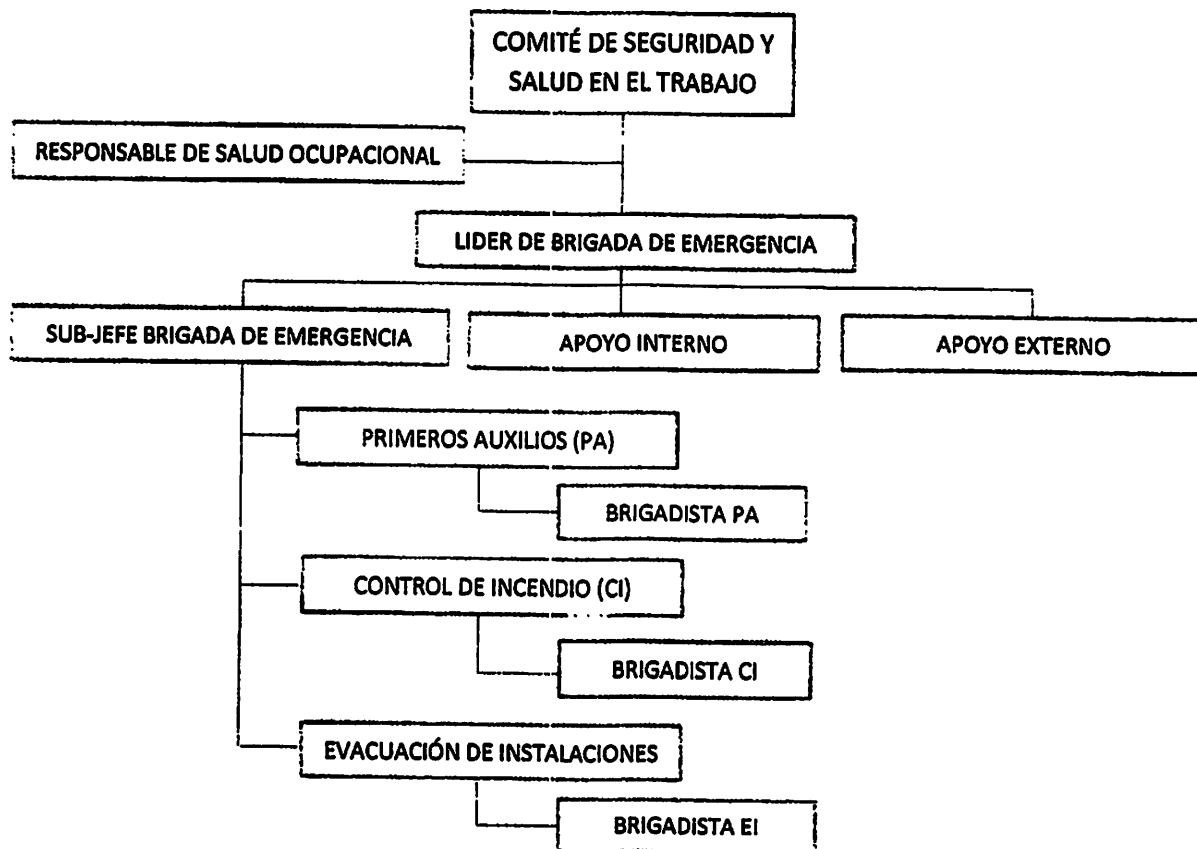 COMITÉ DE SEGURIDAD Y
SALUD EN EL TRABAJO
RESPONSABLE DE SALUD OCUPACIONAL
LIDER DE BRIGADA DE EMERGENCIA
SUB-JEFE BRIGADA DE EMERGENCIA
APOYO INTERNO
APOYO EXTERNO
PRIMEROS AUXILIOS (PA)
BRIGADISTA PA
CONTROL DE INCENDIO (CI)
BRIGADISTA CI
EVACUACIÓN DE INSTALACIONES
BRIGADISTA EI